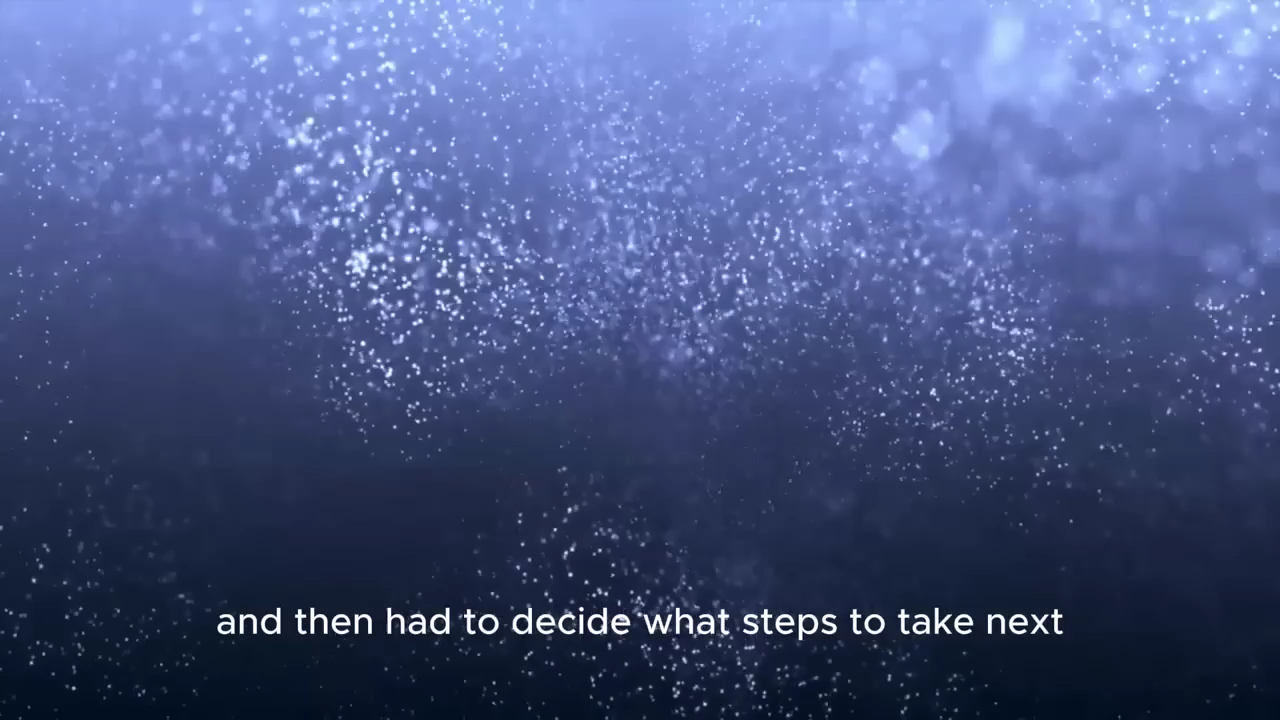 and then had to decide what steps to take next